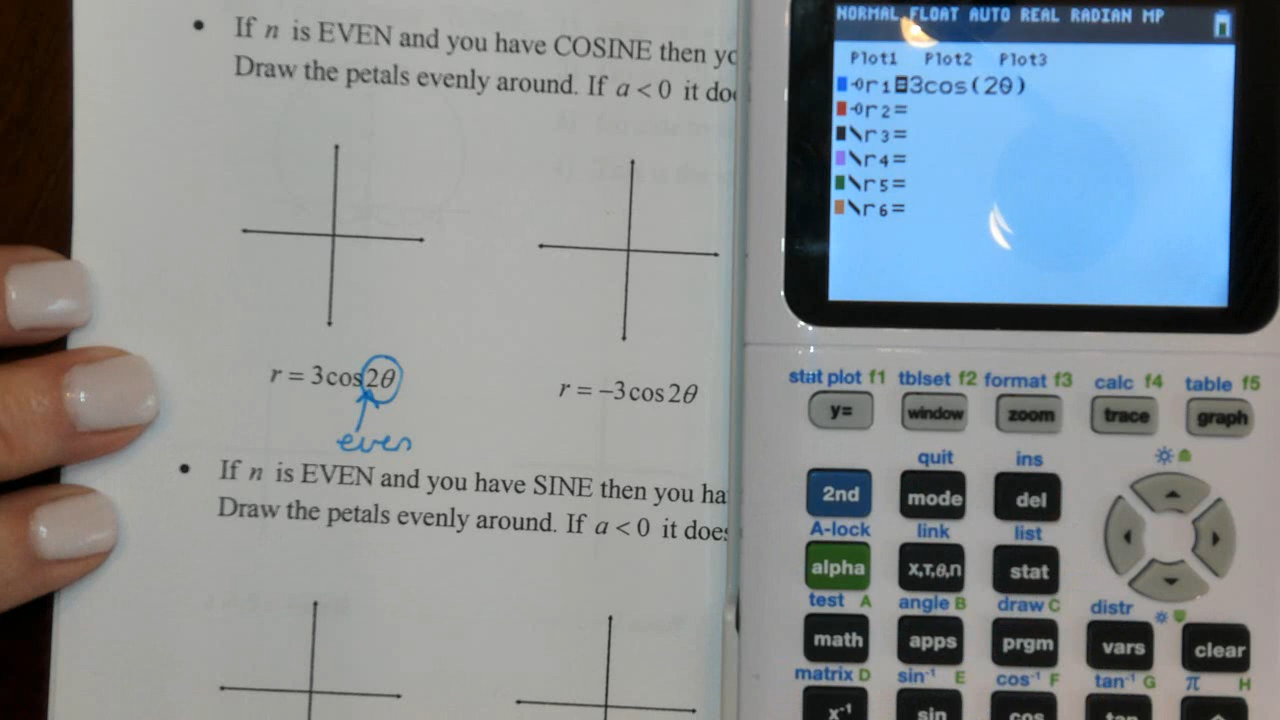 • If n is EVEN and you have COSINE then
Draw the petals evenly around. If a < 0 it
r = 3cos2θ
r = −3cos2θ
even
• If n is EVEN and you have SINE then you
Draw the petals evenly around. If a < 0 it
NORMAL FLOAT AUTO REAL RADIAN MP
Plot1 Plot2 Plot3
r1=3cos(2θ)
\r2=
\r3=
\r4=
\r5=
\r6=
stat plot f1 tblset f2 format f3 calc f4 table f5
y= window zoom trace graph
quit ins
2nd mode del
A-lock link list
alpha X,T,θ,n stat
test A angle B draw C distr
math apps prgm vars clear
matrix D sin-1 E cos-1 F tan-1 G π H
x-1 sin cos tan ^